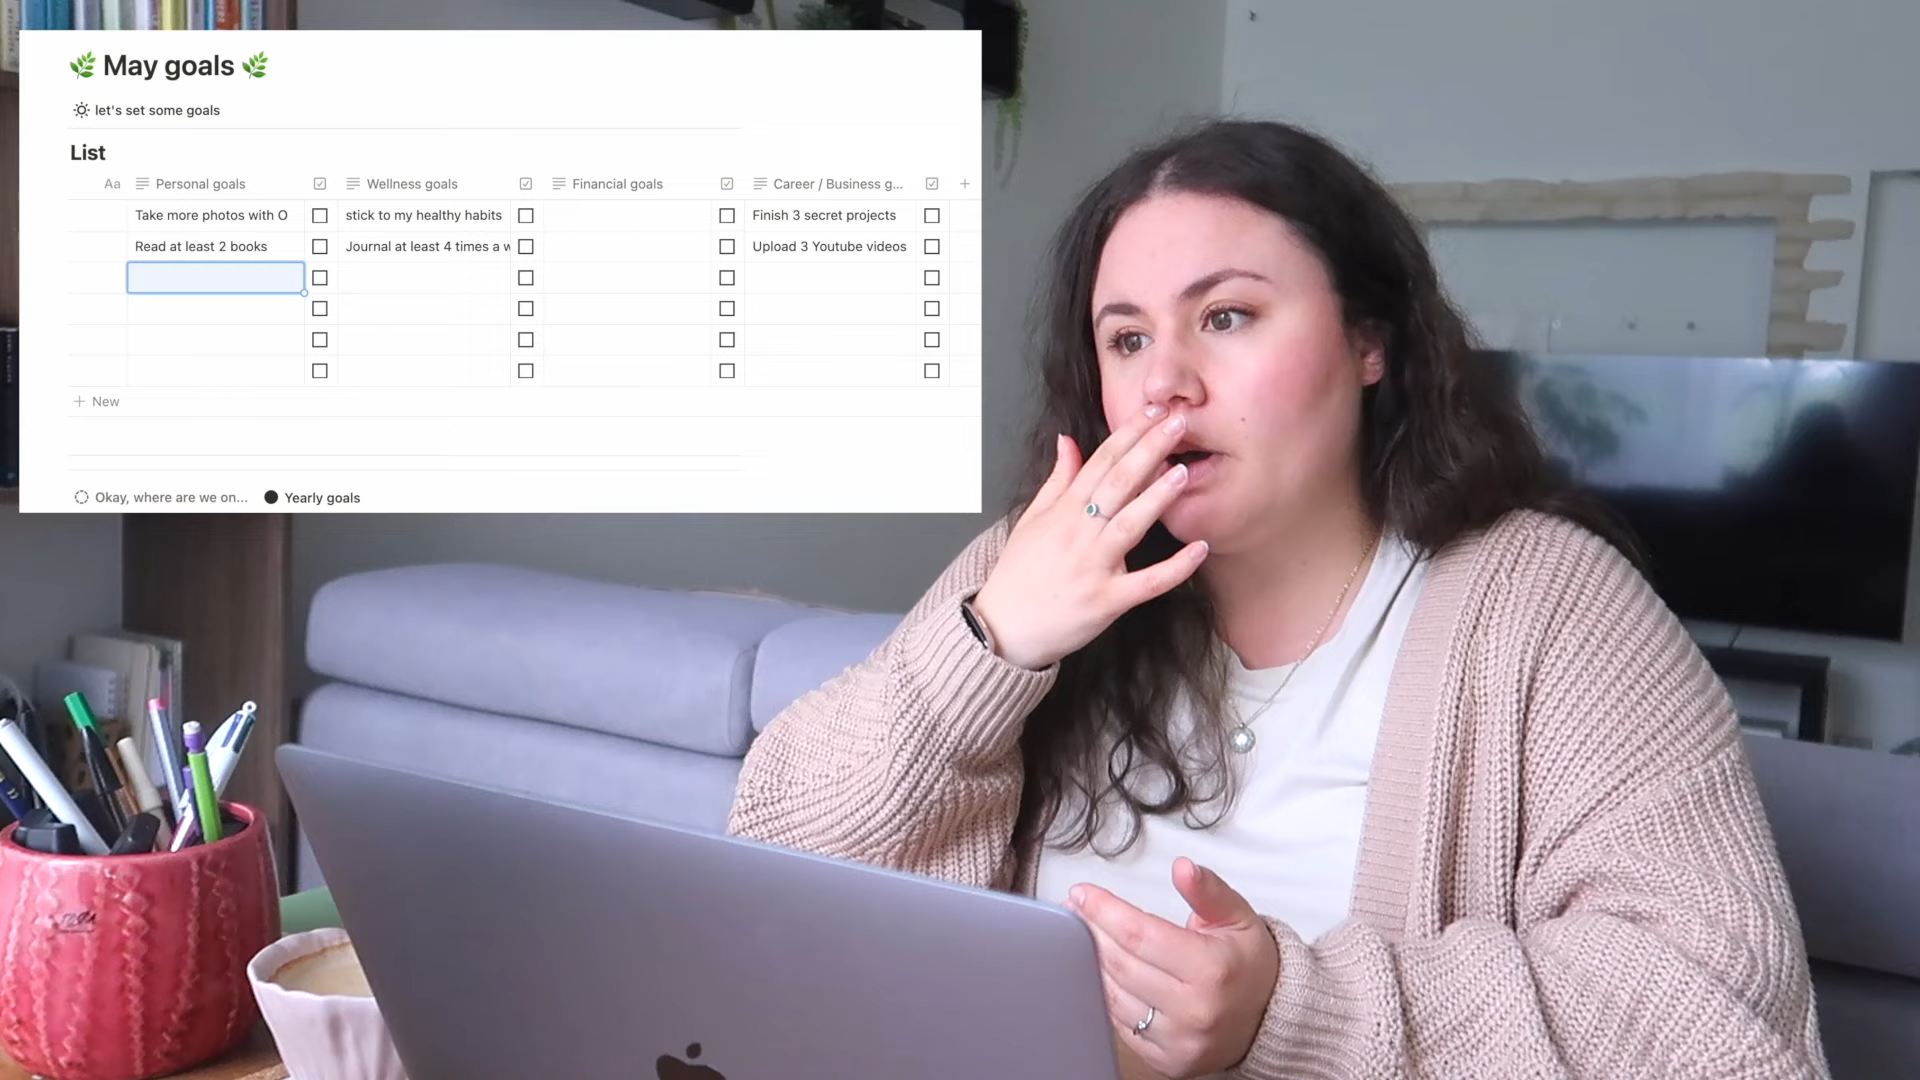 🌿 May goals 🌿
let's set some goals
List
Aa Personal goals Wellness goals Financial goals Career / Business g...
Take more photos with O stick to my healthy habits Finish 3 secret projects
Read at least 2 books Journal at least 4 times a w Upload 3 Youtube videos
+ New
Okay, where are we on... Yearly goals